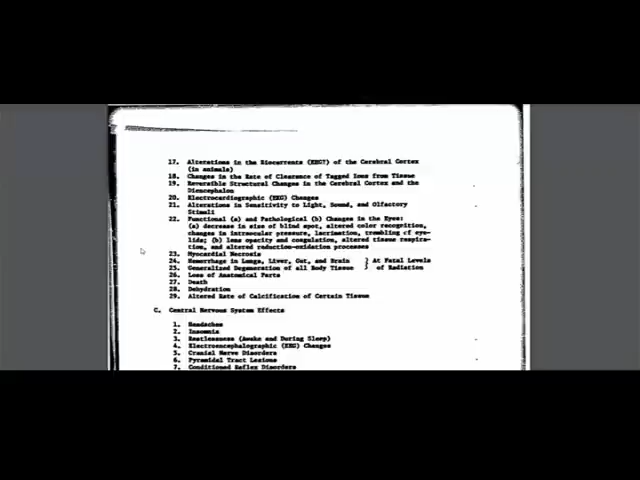 17. Alterations in the Biocurrents (EEG?) of the Cerebral Cortex
(in animals)
18. Changes in the Rate of Clearance of Tagged Ions from Tissue
19. Reversible Structural Changes in the Cerebral Cortex and the
Diencephalon
20. Electrocardiographic (EKG) Changes
21. Alterations in Sensitivity to Light, Sound, and Olfactory
Stimuli
22. Functional (a) and Pathological (b) Changes in the Eyes:
(a) decrease in size of blind spot, altered color recognition,
changes in intraocular pressure, lacrimation, trembling of eye-
lids; (b) lens opacity and coagulation, altered tissue respira-
tion, and altered reduction-oxidation processes
23. Myocardial Necrosis
24. Hemorrhage in Lungs, Liver, Gut, and Brain } At Fatal Levels
25. Generalized Degeneration of all Body Tissue } of Radiation
26. Loss of Anatomical Parts
27. Death
28. Dehydration
29. Altered Rate of Calcification of Certain Tissue
C. Central Nervous System Effects
1. Headaches
2. Insomnia
3. Restlessness (Awake and During Sleep)
4. Electroencephalographic (EEG) Changes
5. Cranial Nerve Disorders
6. Pyramidal Tract Lesions
7. Conditioned Reflex Disorders